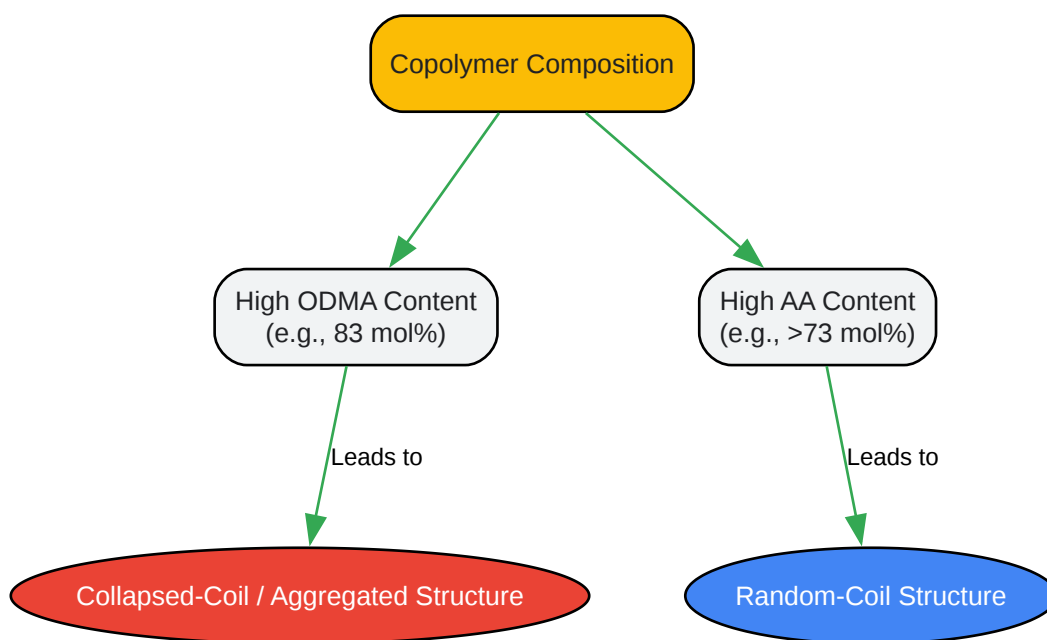 Copolymer Composition
High ODMA Content
(e.g., 83 mol%)
High AA Content
(e.g., >73 mol%)
Leads to
Leads to
Collapsed-Coil / Aggregated Structure
Random-Coil Structure